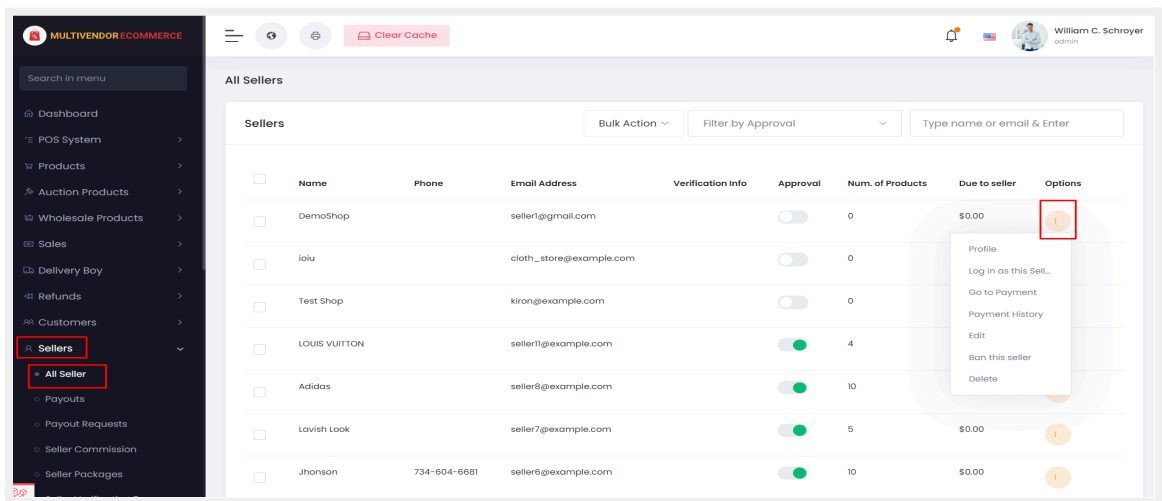 MULTIVENDOR ECOMMERCE
Clear Cache
William C. Schroyer
admin
Search in menu
Dashboard
POS System
Products
Auction Products
Wholesale Products
Sales
Delivery Boy
Refunds
Customers
Sellers
All Seller
Payouts
Payout Requests
Seller Commission
Seller Packages
All Sellers
Sellers
Bulk Action
Filter by Approval
Type name or email & Enter
Name Phone Email Address Verification Info Approval Num. of Products Due to seller Options
DemoShop seller1@gmail.com 0 $0.00
ioiu cloth_store@example.com 0
Test Shop kiron@example.com 0
LOUIS VUITTON seller11@example.com 4
Adidas seller8@example.com 10
Lavish Look seller7@example.com 5 $0.00
Jhonson 734-604-6681 seller6@example.com 10 $0.00
Profile
Log in as this Sell...
Go to Payment
Payment History
Edit
Ban this seller
Delete